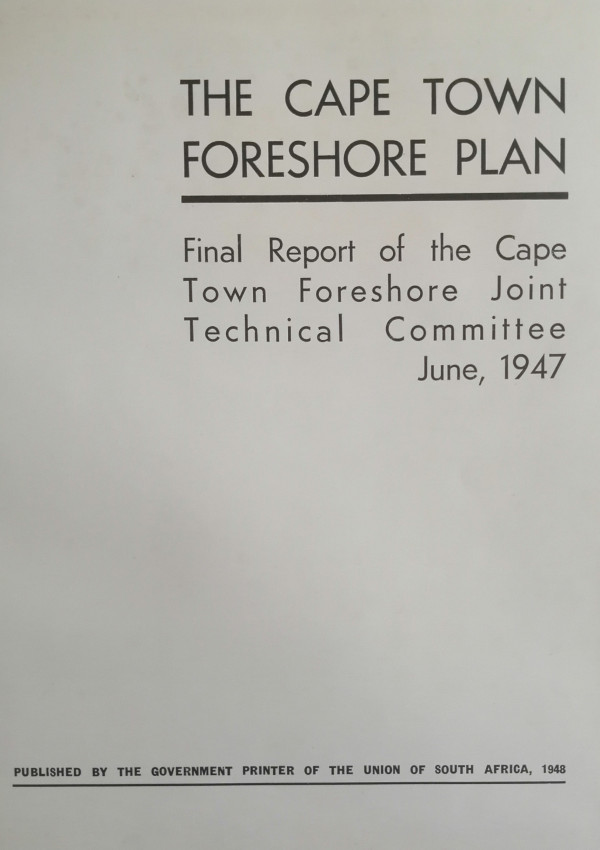 THE CAPE TOWN
FORESHORE PLAN
Final Report of the Cape
Town Foreshore Joint
Technical Committee
June, 1947
PUBLISHED BY THE GOVERNMENT PRINTER OF THE UNION OF SOUTH AFRICA, 1948